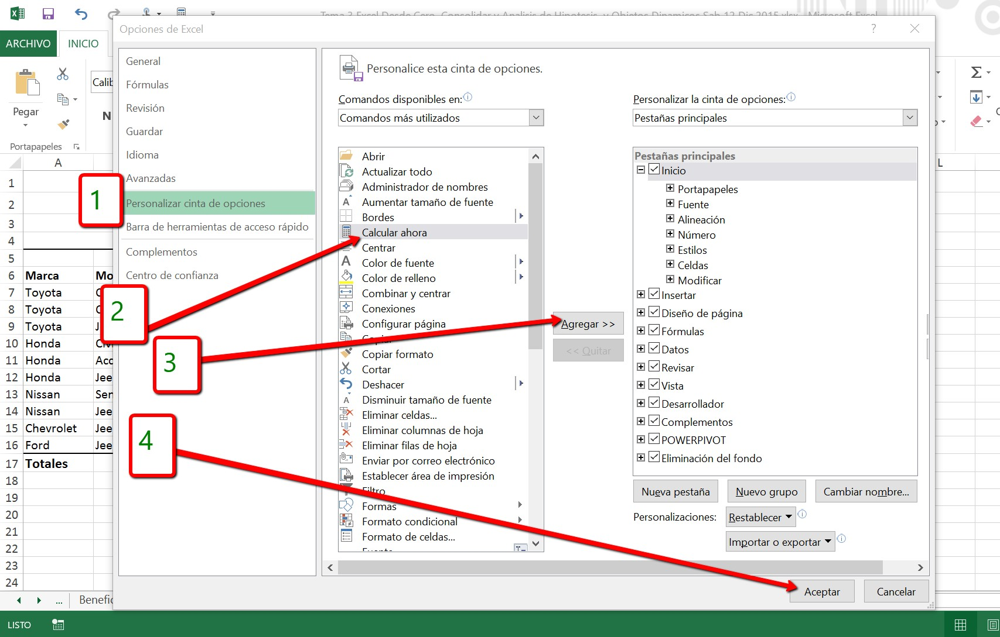 Tema 3 Excel Desde Cero, Consolidar y Analisis de Hipotesis y Objetos Dinamicos Sab 12 Dic 2015.xlsx - Microsoft Excel
Opciones de Excel
?
ARCHIVO
INICIO
Pegar
Calib
N
Portapapeles
General
Fórmulas
Revisión
Guardar
Idioma
Avanzadas
Personalizar cinta de opciones
Barra de herramientas de acceso rápido
Complementos
Centro de confianza
Personalice esta cinta de opciones.
Comandos disponibles en:
Comandos más utilizados
Abrir
Actualizar todo
Administrador de nombres
Aumentar tamaño de fuente
Bordes
Calcular ahora
Centrar
Color de fuente
Color de relleno
Combinar y centrar
Conexiones
Configurar página
Copiar
Copiar formato
Cortar
Deshacer
Disminuir tamaño de fuente
Eliminar celdas...
Eliminar columnas de hoja
Eliminar filas de hoja
Enviar por correo electrónico
Establecer área de impresión
Filtro
Formas
Formato condicional
Formato de celdas...
Agregar >>
<< Quitar
Personalizar la cinta de opciones:
Pestañas principales
Pestañas principales
Inicio
Portapapeles
Fuente
Alineación
Número
Estilos
Celdas
Modificar
Insertar
Diseño de página
Fórmulas
Datos
Revisar
Vista
Desarrollador
Complementos
POWERPIVOT
Eliminación del fondo
Nueva pestaña
Nuevo grupo
Cambiar nombre...
Personalizaciones:
Restablecer
Importar o exportar
Aceptar
Cancelar
1
2
3
4
A
L
1
2
3
4
5
6 Marca Mo
7 Toyota C
8 Toyota C
9 Toyota J
10 Honda Civ
11 Honda Acc
12 Honda Jee
13 Nissan Sen
14 Nissan Jee
15 Chevrolet Jee
16 Ford Jee
17 Totales
18
19
20
21
22
23
24
... Benefic
LISTO